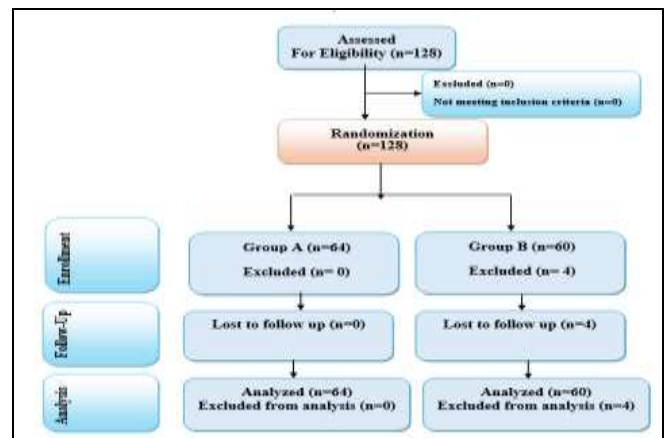 Assessed
For Eligibility (n=128)
Excluded (n=0)
Not meeting inclusion criteria (n=0)
Randomization
(n=128)
Enrollment
Group A (n=64)
Excluded (n= 0)
Group B (n=60)
Excluded (n= 4)
Follow-Up
Lost to follow up (n=0)
Lost to follow up (n=4)
Analysis
Analyzed (n=64)
Excluded from analysis (n=0)
Analyzed (n=60)
Excluded from analysis (n=4)